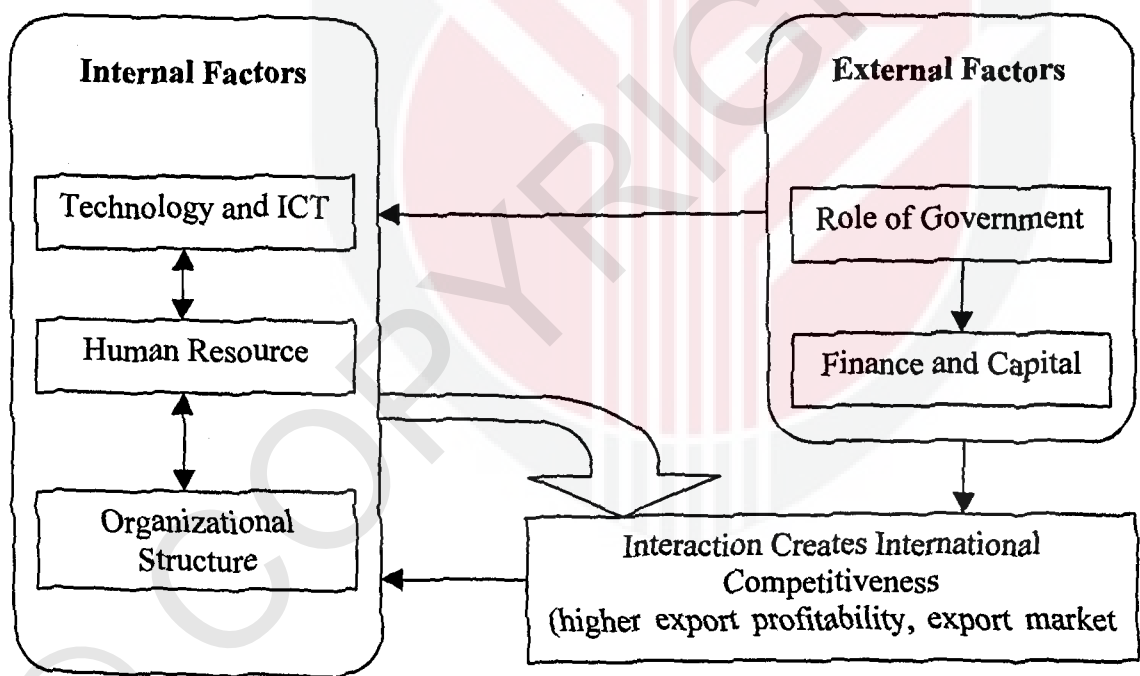 Internal Factors
Technology and ICT
Human Resource
Organizational
Structure
External Factors
Role of Government
Finance and Capital
Interaction Creates International
Competitiveness
(higher export profitability, export market
COPYRIG